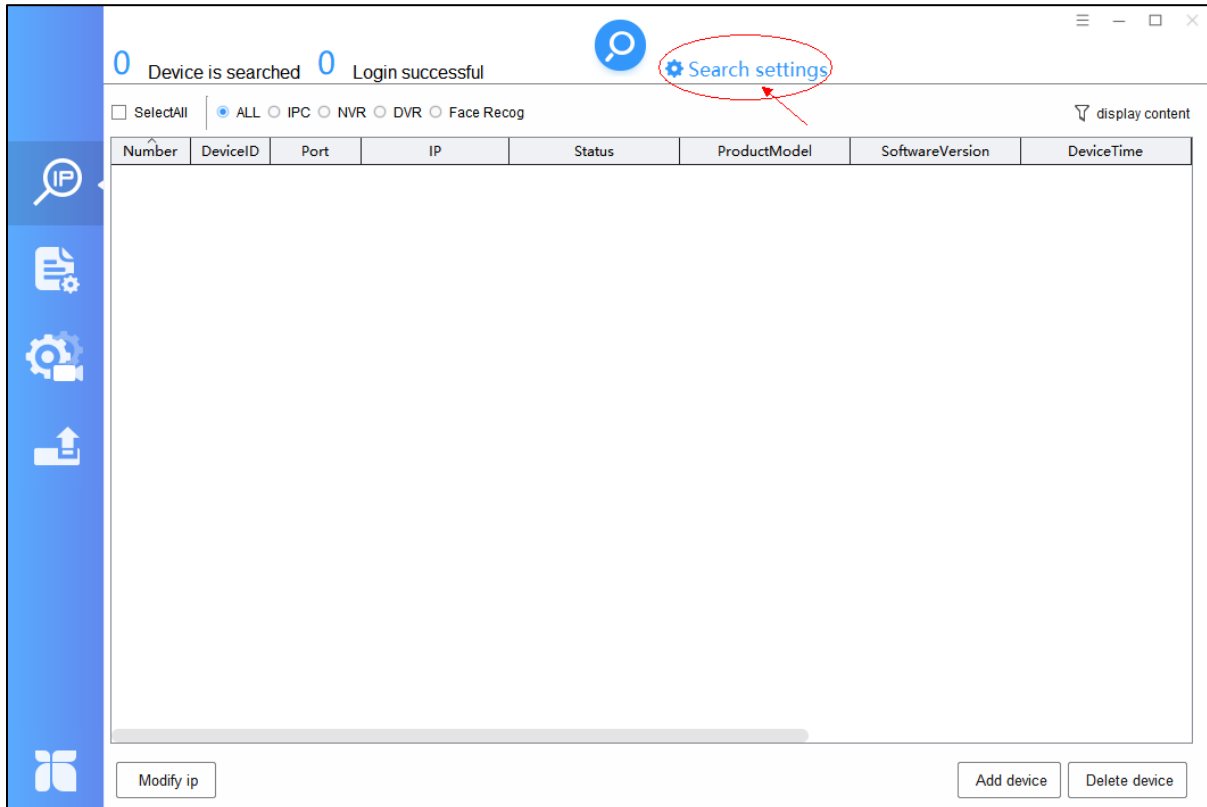 0 Device is searched 0 Login successful Search settings
SelectAll ALL IPC NVR DVR Face Recog display content
Number DeviceID Port IP Status ProductModel SoftwareVersion DeviceTime
IP
Modify ip Add device Delete device